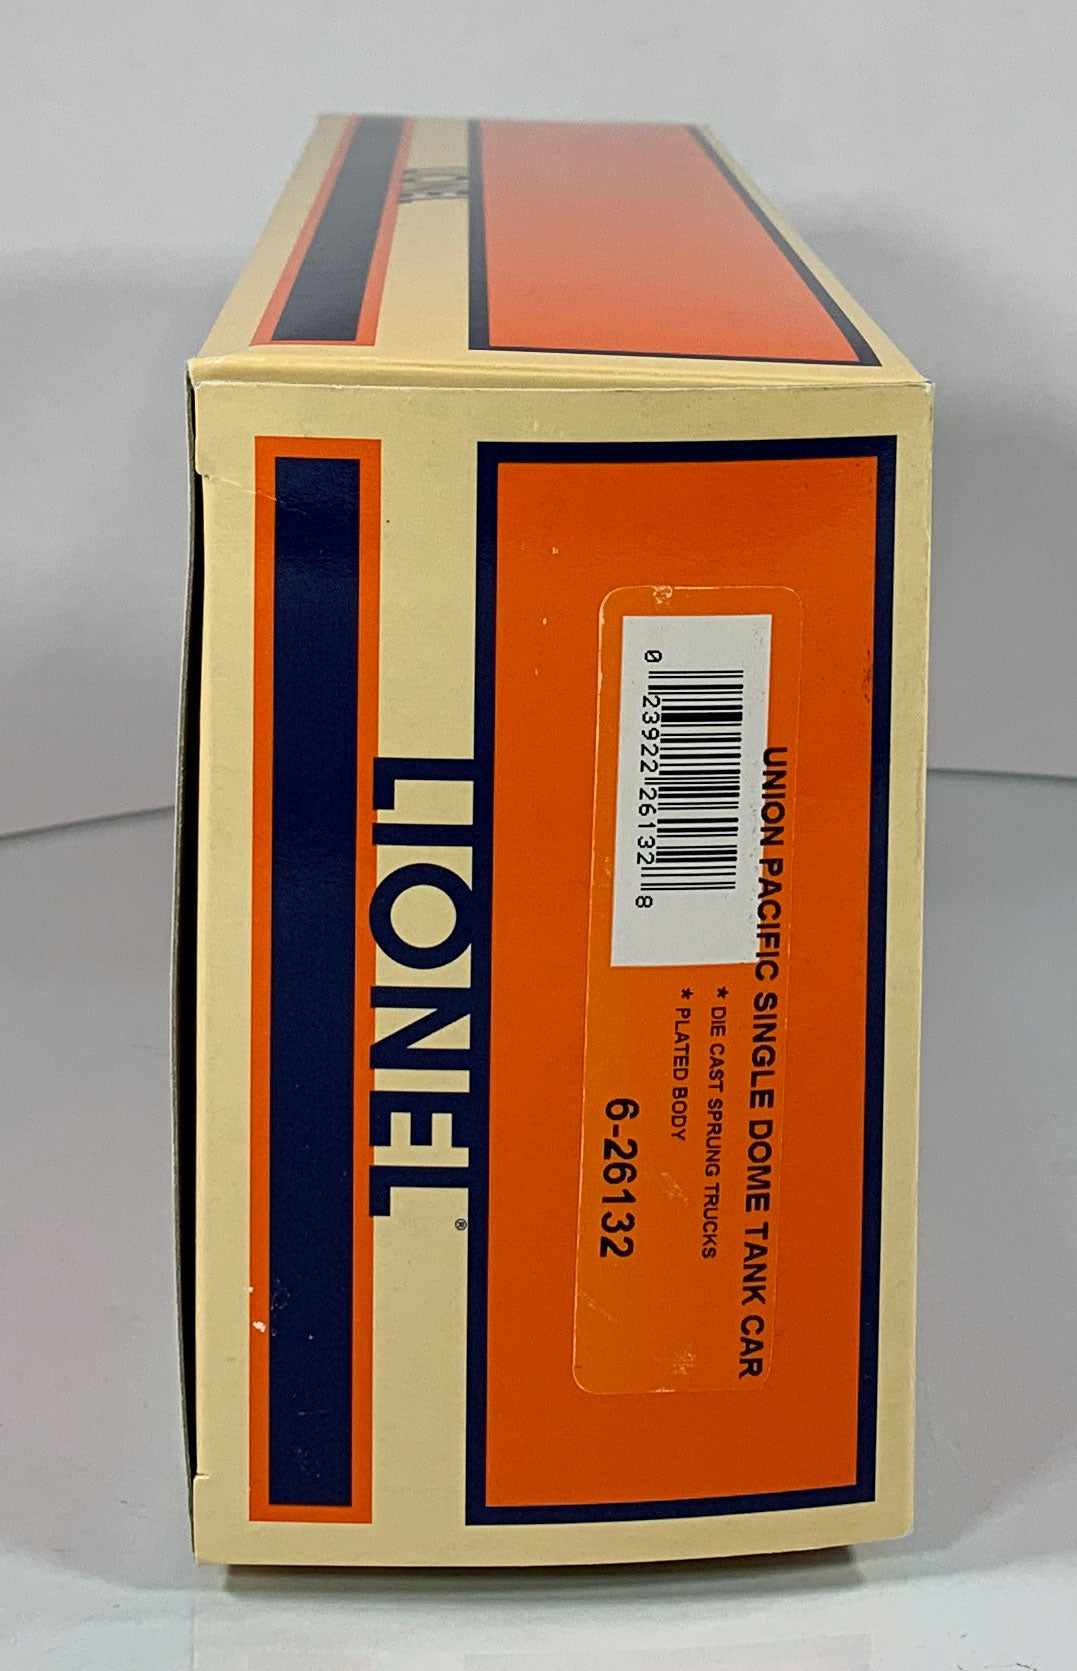 LIONEL®
UNION PACIFIC SINGLE DOME TANK CAR
* DIE CAST SPRUNG TRUCKS
* PLATED BODY
0 23922 26132 8
6-26132